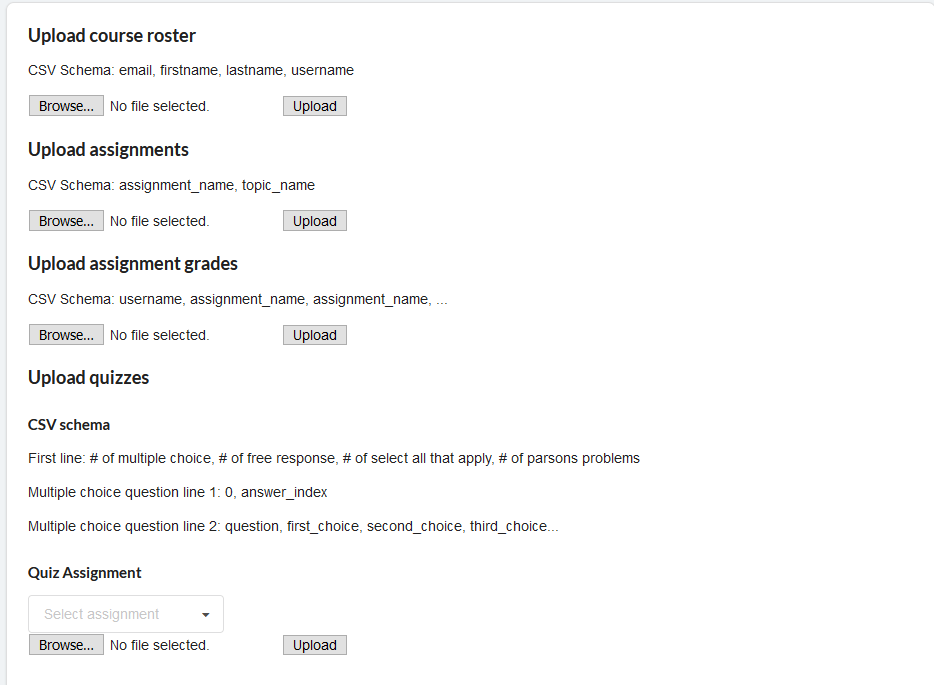 Upload course roster
CSV Schema: email, firstname, lastname, username
Browse... No file selected. Upload
Upload assignments
CSV Schema: assignment_name, topic_name
Browse... No file selected. Upload
Upload assignment grades
CSV Schema: username, assignment_name, assignment_name, ...
Browse... No file selected. Upload
Upload quizzes
CSV schema
First line: # of multiple choice, # of free response, # of select all that apply, # of parsons problems
Multiple choice question line 1: 0, answer_index
Multiple choice question line 2: question, first_choice, second_choice, third_choice...
Quiz Assignment
Select assignment
Browse... No file selected. Upload